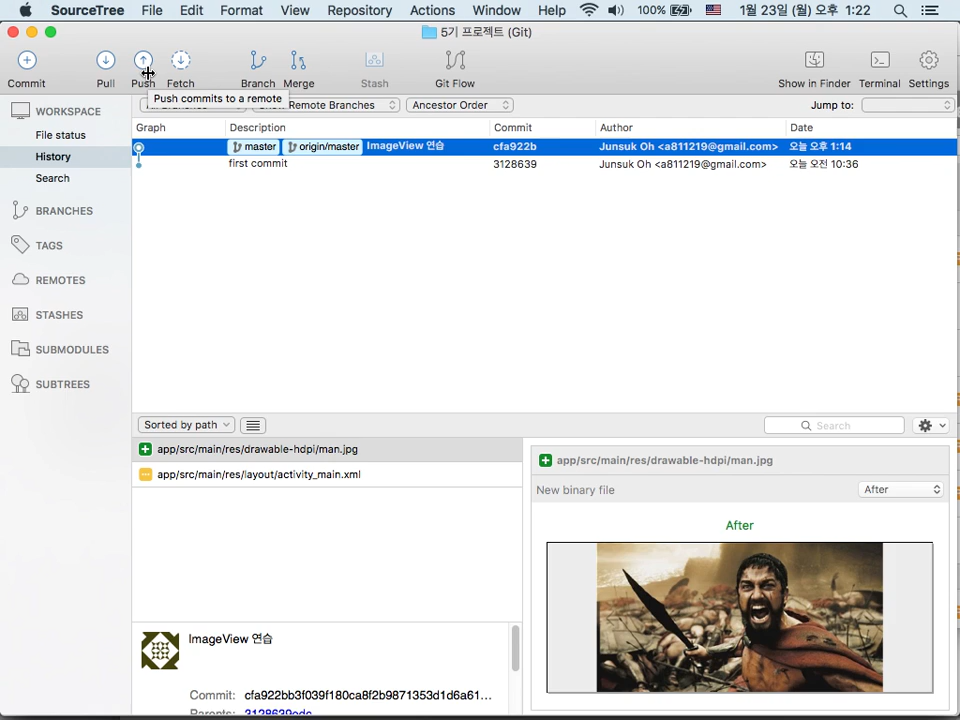 SourceTree File Edit Format View Repository Actions Window Help 100% 1월 23일 (월) 오후 1:22
5기 프로젝트 (Git)
Commit Pull Push Fetch Branch Merge Stash Git Flow Show in Finder Terminal Settings
Push commits to a remote
Remote Branches Ancestor Order Jump to:
WORKSPACE
File status
History
Search
BRANCHES
TAGS
REMOTES
STASHES
SUBMODULES
SUBTREES
Graph Description Commit Author Date
master origin/master ImageView 연습 cfa922b Junsuk Oh <a811219@gmail.com> 오늘 오후 1:14
first commit 3128639 Junsuk Oh <a811219@gmail.com> 오늘 오전 10:36
Sorted by path Search
app/src/main/res/drawable-hdpi/man.jpg
app/src/main/res/layout/activity_main.xml
app/src/main/res/drawable-hdpi/man.jpg
New binary file After
After
ImageView 연습
Commit: cfa922bb3f039f180ca8f2b9871353d1d6a61...
Parents: 3128639edc